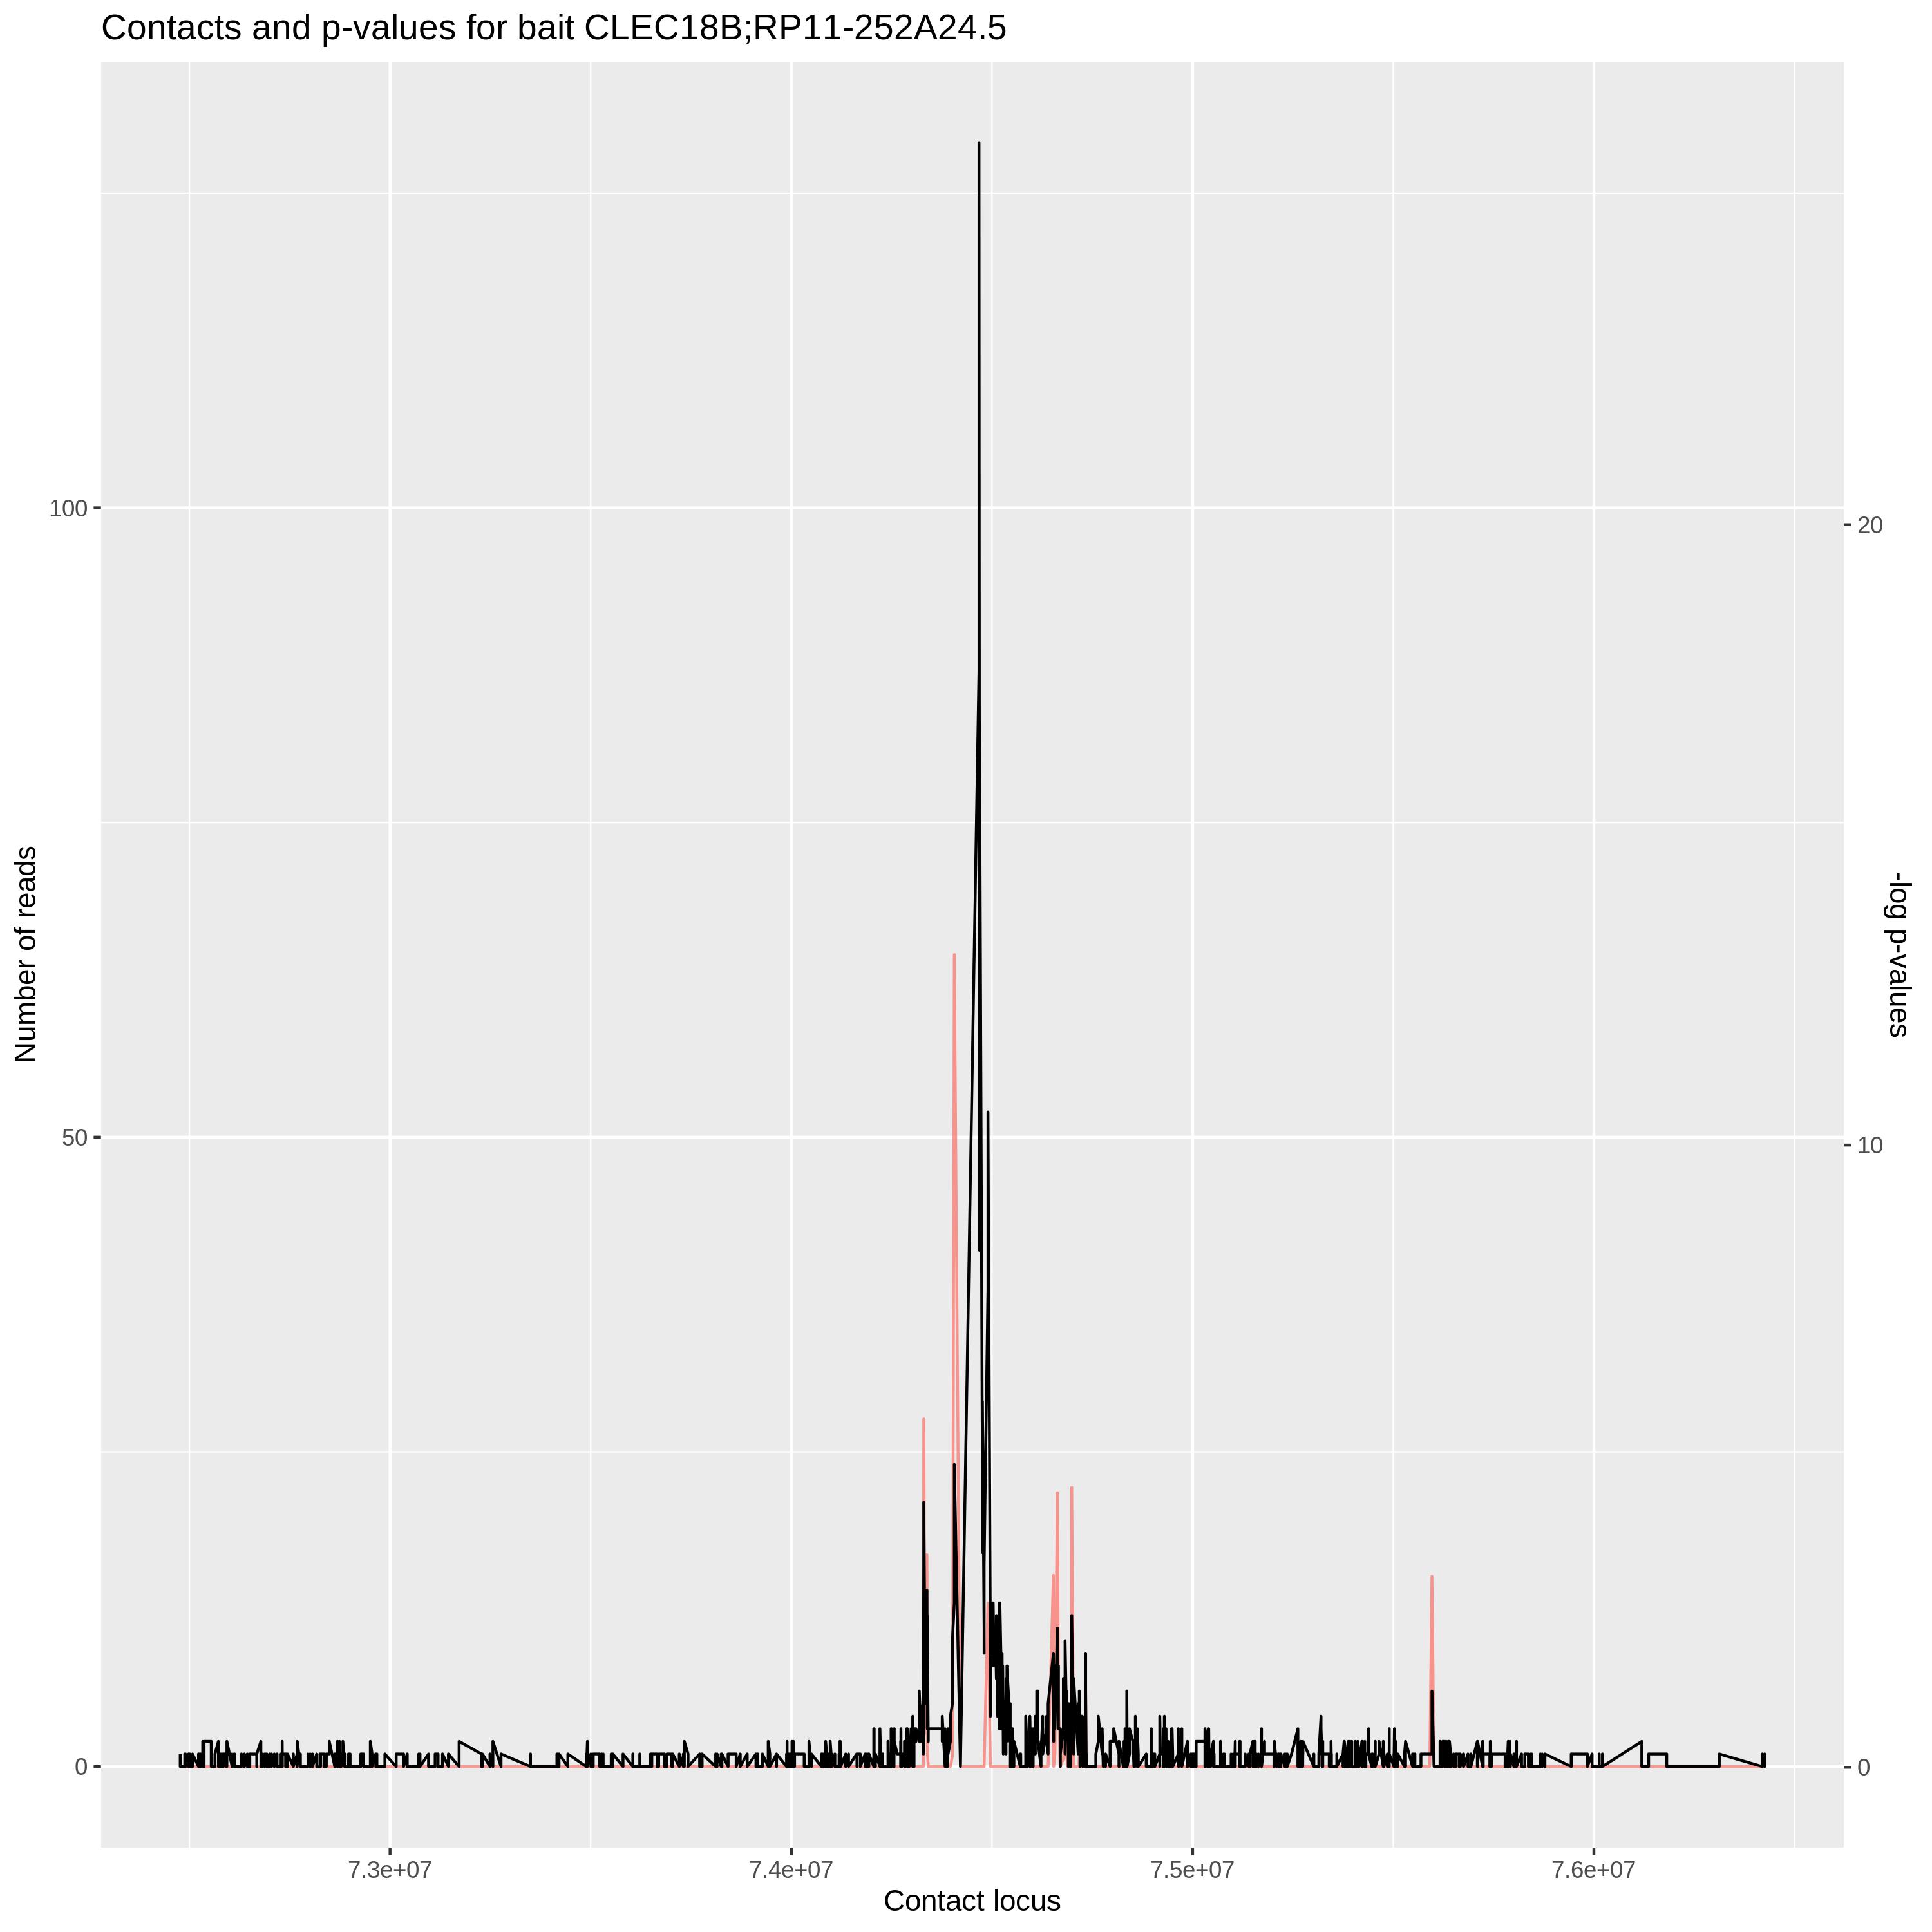 Contacts and p-values for bait CLEC18B;RP11-252A24.5
Number of reads
100
50
0
20
10
0
-log p-values
7.3e+07 7.4e+07 7.5e+07 7.6e+07
Contact locus